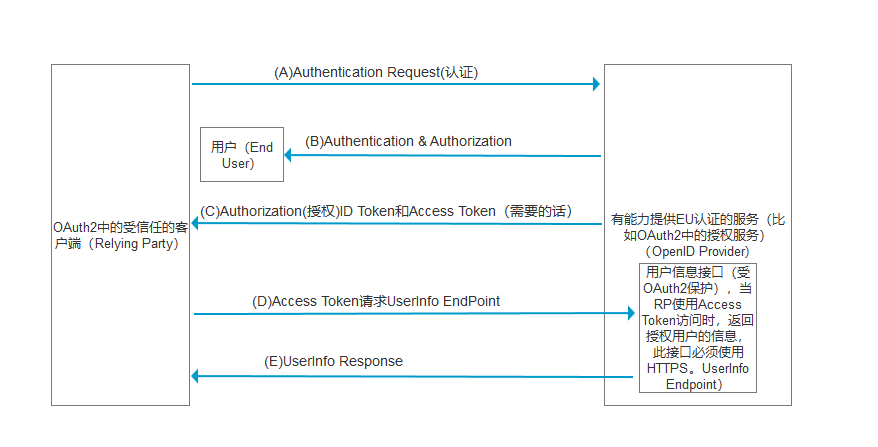 (A)Authentication Request(认证)
用户（End
User）
(B)Authentication & Authorization
(C)Authorization(授权)ID Token和Access Token（需要的话）
OAuth2中的受信任的客
户端（Relying Party）
有能力提供EU认证的服务（比
如OAuth2中的授权服务）
（OpenID Provider)
用户信息接口（受
OAuth2保护），当
RP使用Access
Token访问时，返回
授权用户的信息，
此接口必须使用
HTTPS。UserInfo
Endpoint）
(D)Access Token请求UserInfo EndPoint
(E)UserInfo Response